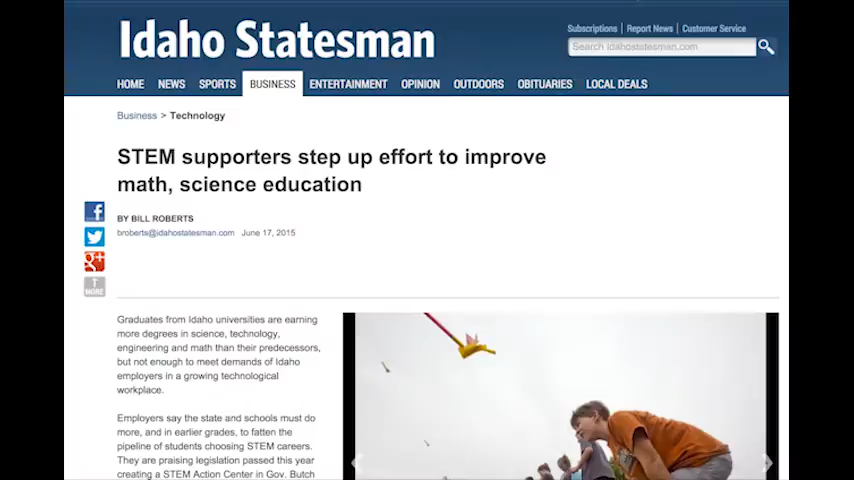 Idaho Statesman
Subscriptions | Report News | Customer Service
Search idahostatesman.com
HOME NEWS SPORTS BUSINESS ENTERTAINMENT OPINION OUTDOORS OBITUARIES LOCAL DEALS
Business > Technology
STEM supporters step up effort to improve
math, science education
BY BILL ROBERTS
broberts@idahostatesman.com June 17, 2015
f
g+
MORE
Graduates from Idaho universities are earning
more degrees in science, technology,
engineering and math than their predecessors,
but not enough to meet demands of Idaho
employers in a growing technological
workplace.
Employers say the state and schools must do
more, and in earlier grades, to fatten the
pipeline of students choosing STEM careers.
They are praising legislation passed this year
creating a STEM Action Center in Gov. Butch